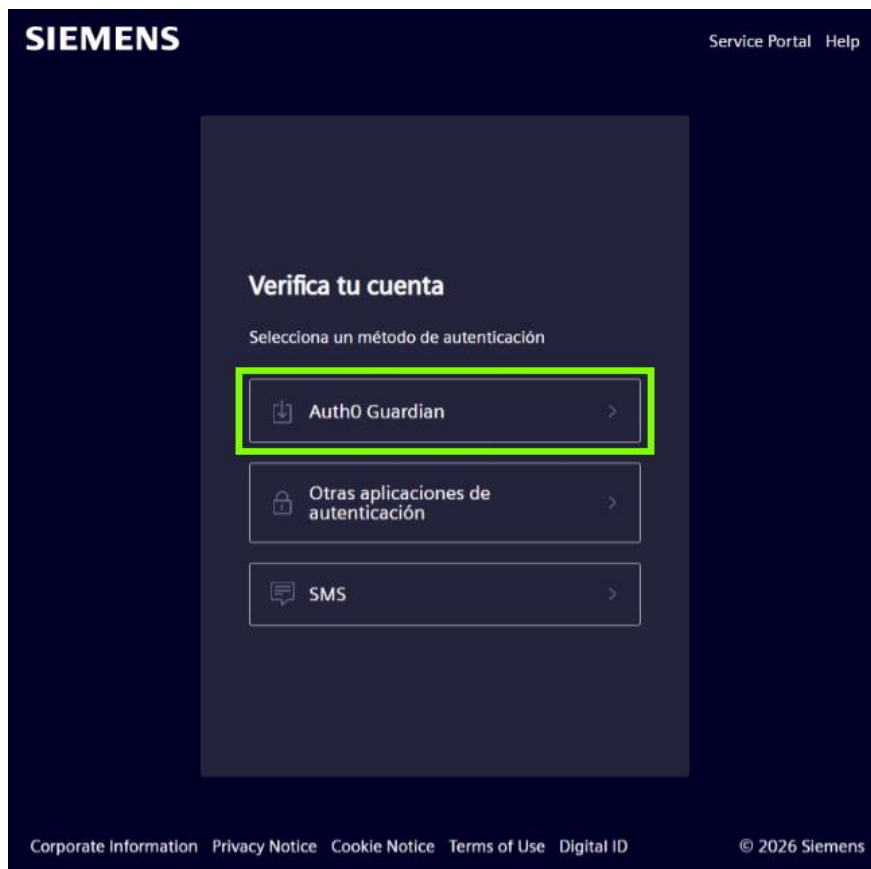 SIEMENS
Service Portal Help
Verifica tu cuenta
Selecciona un método de autenticación
Auth0 Guardian
Otras aplicaciones de
autenticación
SMS
Corporate Information Privacy Notice Cookie Notice Terms of Use Digital ID © 2026 Siemens